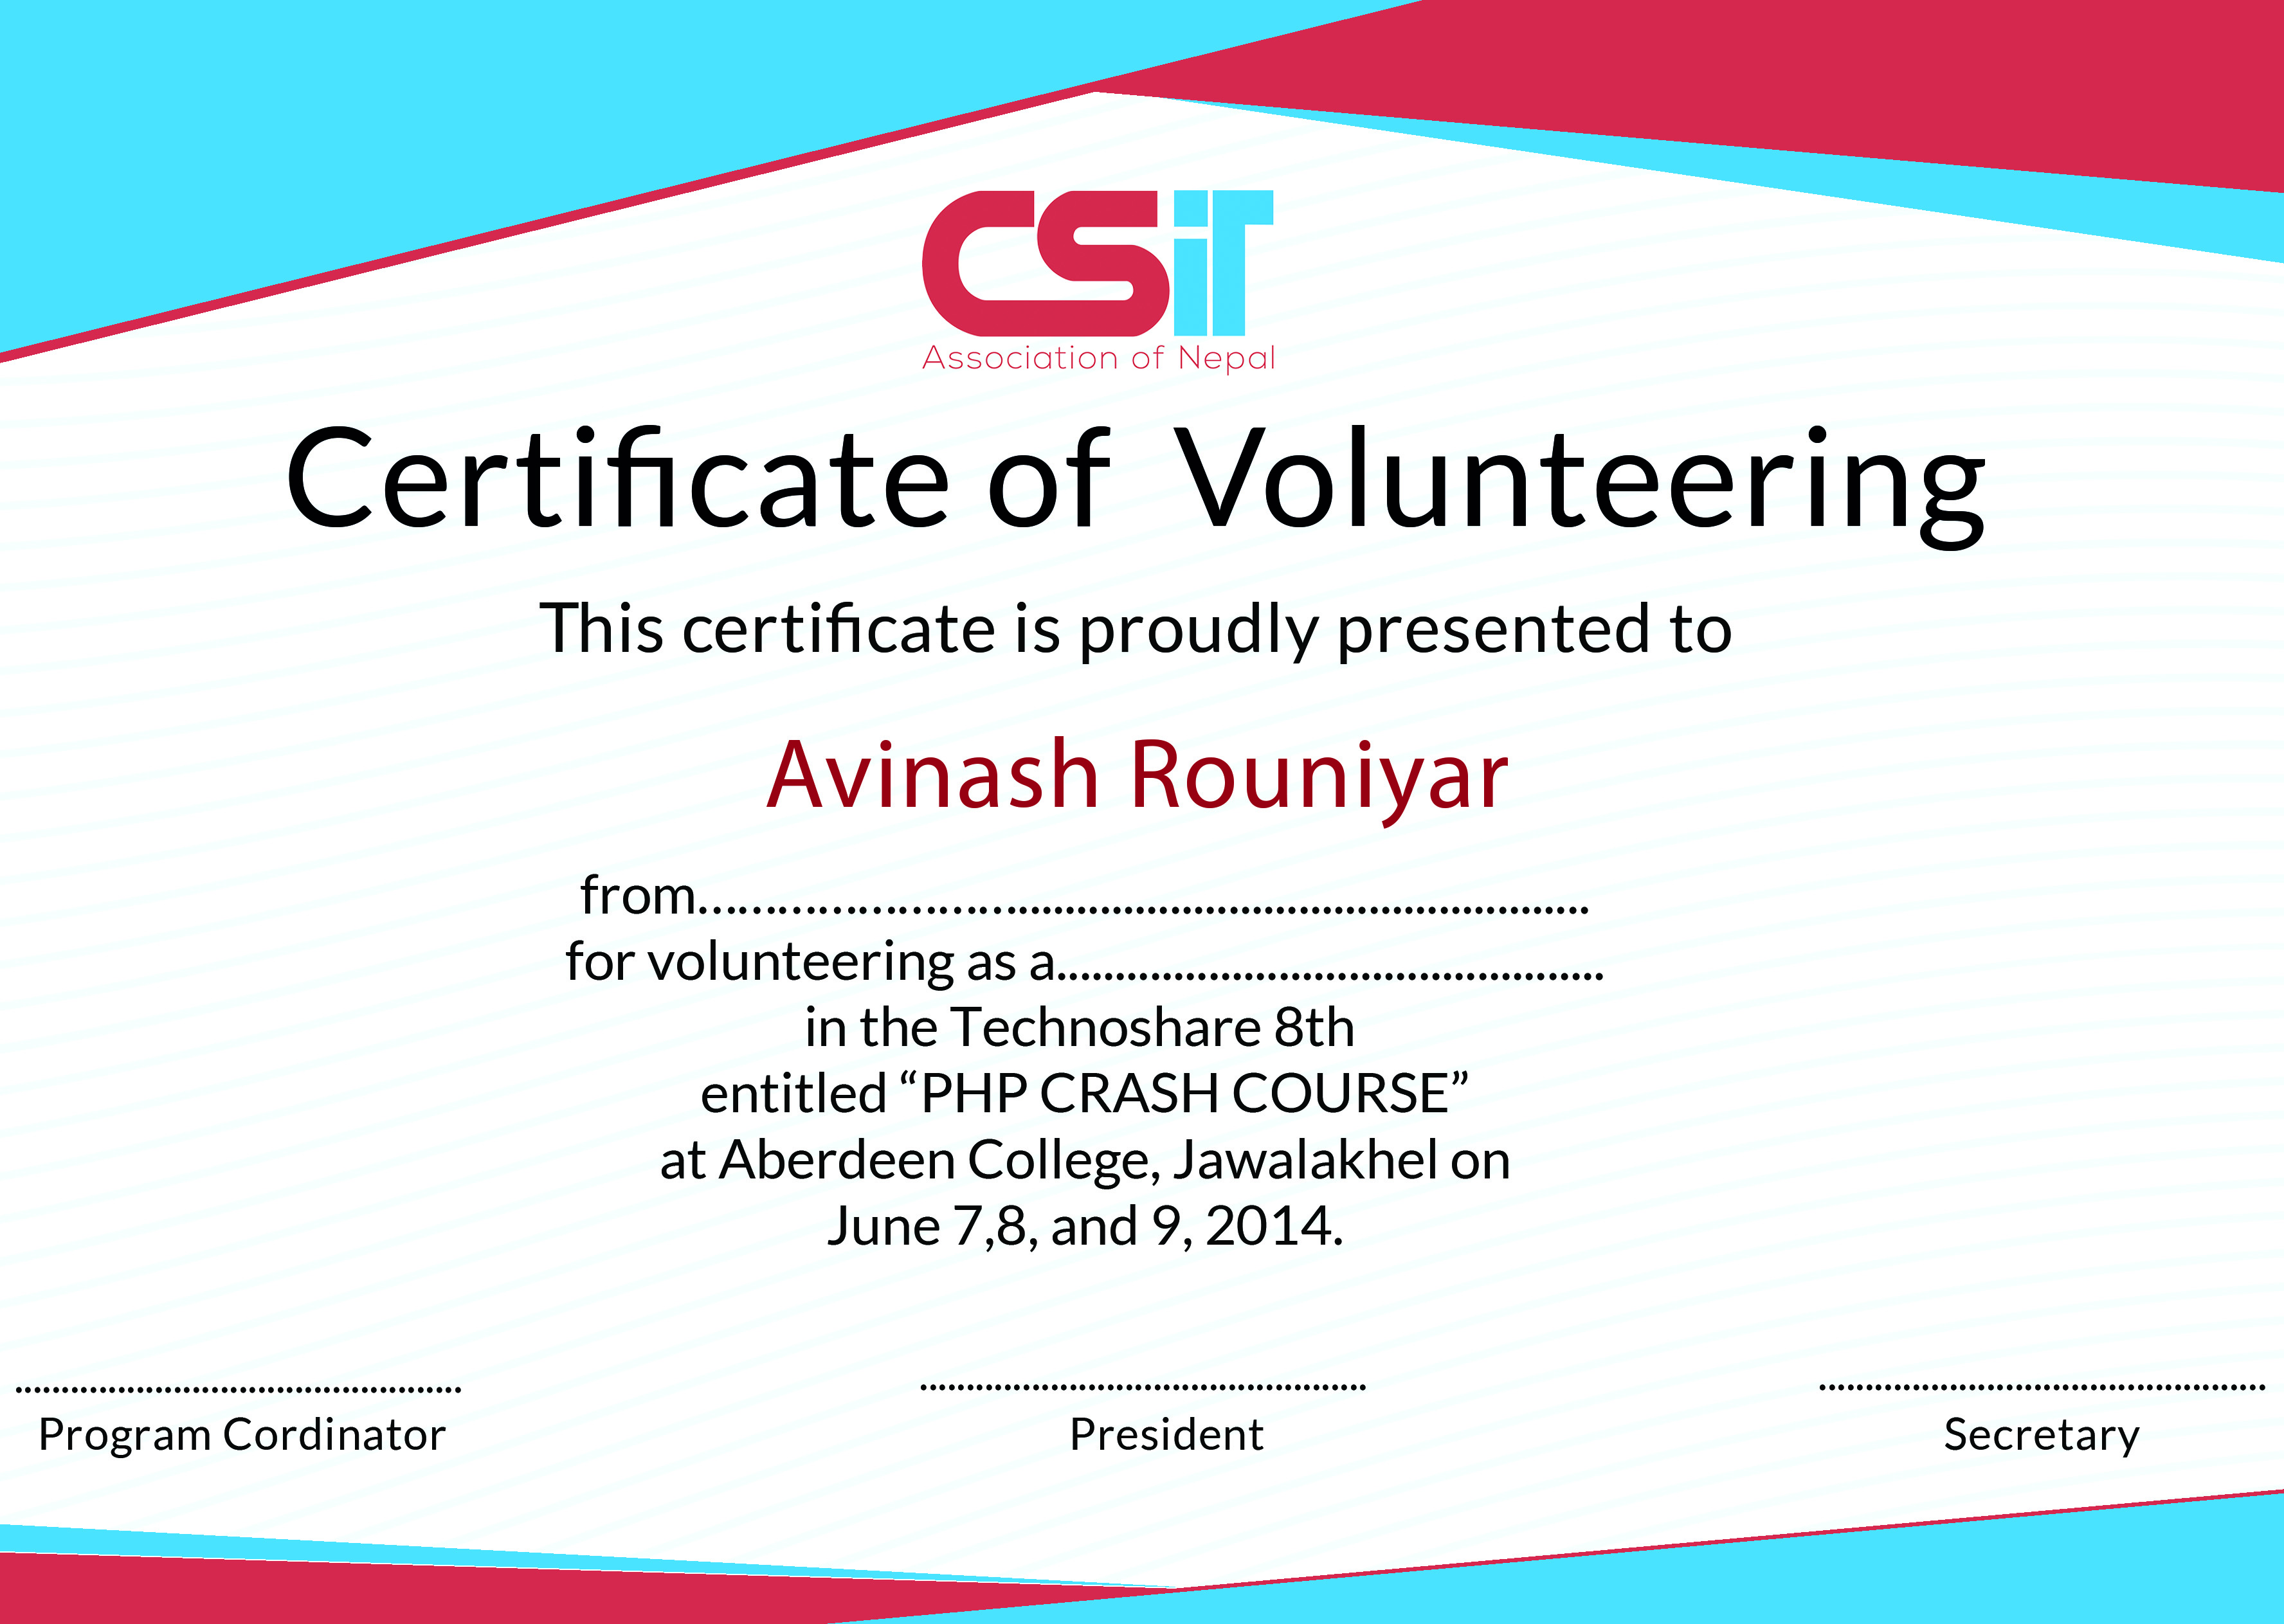 CSiT
Association of Nepal
Certificate of Volunteering
This certificate is proudly presented to
Avinash Rouniyar
from................................................................................
for volunteering as a...............................................
in the Technoshare 8th
entitled “PHP CRASH COURSE”
at Aberdeen College, Jawalakhel on
June 7,8, and 9, 2014.
................................................ ................................................ ................................................
Program Cordinator President Secretary